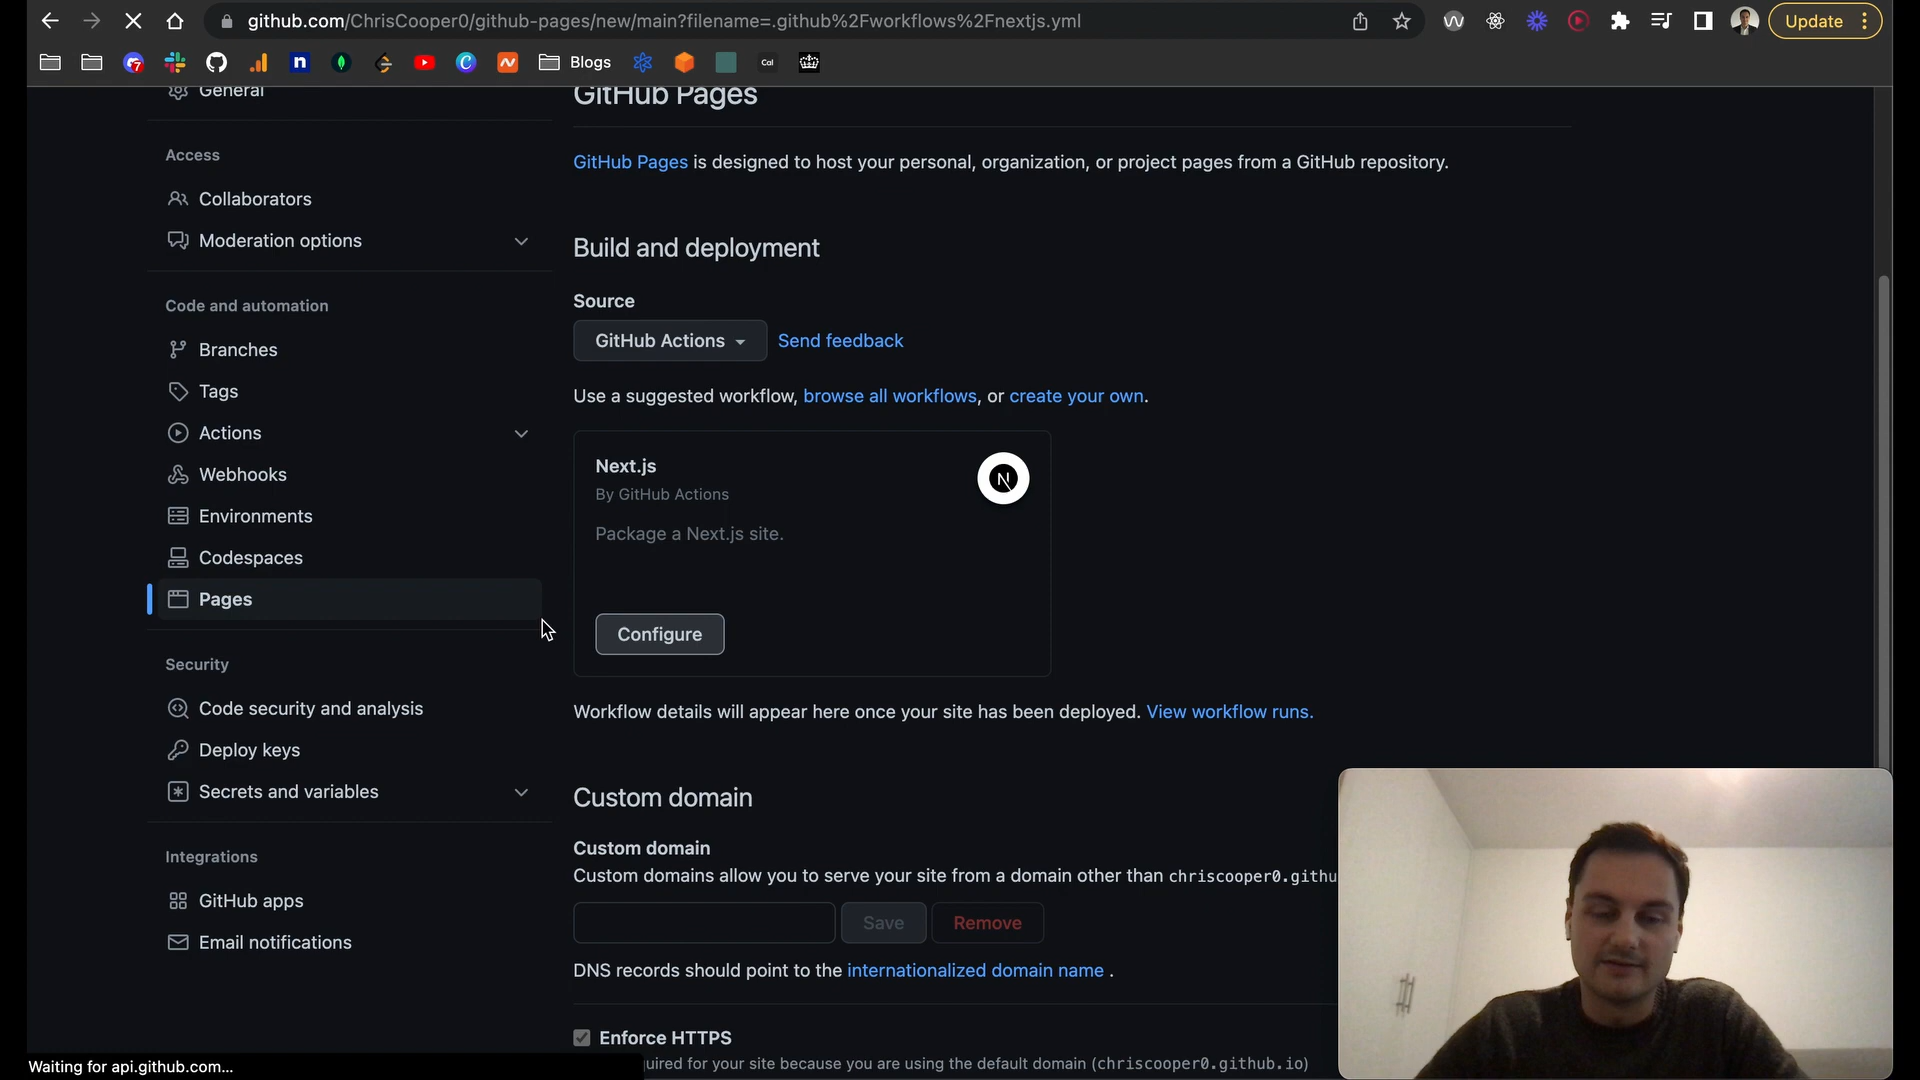 github.com/ChrisCooper0/github-pages/new/main?filename=.github%2Fworkflows%2Fnextjs.yml
Update
7
n
Blogs
Cal
General
Access
Collaborators
Moderation options
Code and automation
Branches
Tags
Actions
Webhooks
Environments
Codespaces
Pages
Security
Code security and analysis
Deploy keys
Secrets and variables
Integrations
GitHub apps
Email notifications
GitHub Pages
GitHub Pages is designed to host your personal, organization, or project pages from a GitHub repository.
Build and deployment
Source
GitHub Actions
Send feedback
Use a suggested workflow, browse all workflows, or create your own.
Next.js
N
By GitHub Actions
Package a Next.js site.
Configure
Workflow details will appear here once your site has been deployed. View workflow runs.
Custom domain
Custom domain
Custom domains allow you to serve your site from a domain other than chriscooper0.githu
Save
Remove
DNS records should point to the internationalized domain name .
Enforce HTTPS
uired for your site because you are using the default domain (chriscooper0.github.io)
Waiting for api.github.com...